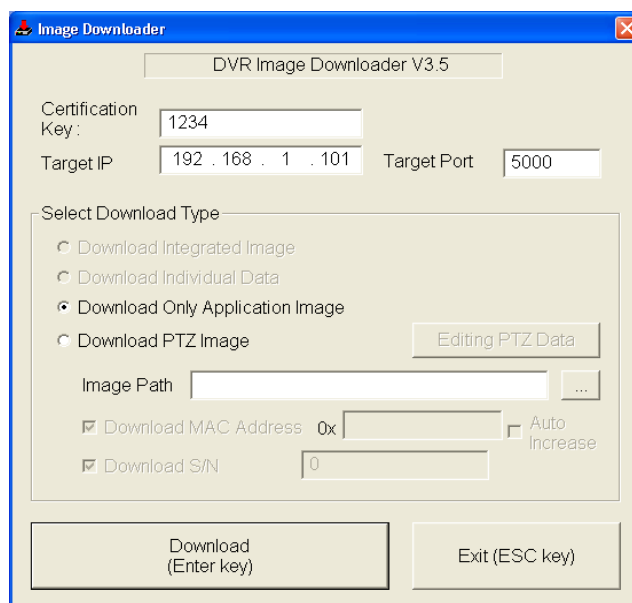 Image Downloader
DVR Image Downloader V3.5
Certification
Key :
1234
Target IP
192 . 168 . 1 . 101
Target Port
5000
Select Download Type
Download Integrated Image
Download Individual Data
Download Only Application Image
Download PTZ Image
Editing PTZ Data
Image Path
...
Download MAC Address
0x
Auto
Increase
Download S/N
0
Download
(Enter key)
Exit (ESC key)